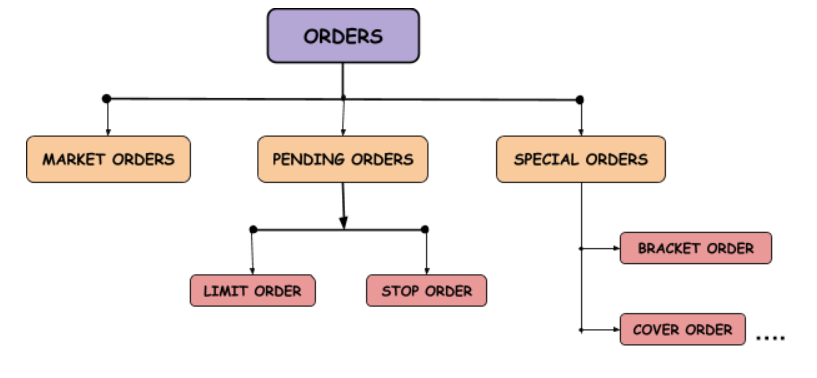 ORDERS
MARKET ORDERS
PENDING ORDERS
SPECIAL ORDERS
BRACKET ORDER
LIMIT ORDER
STOP ORDER
COVER ORDER ....